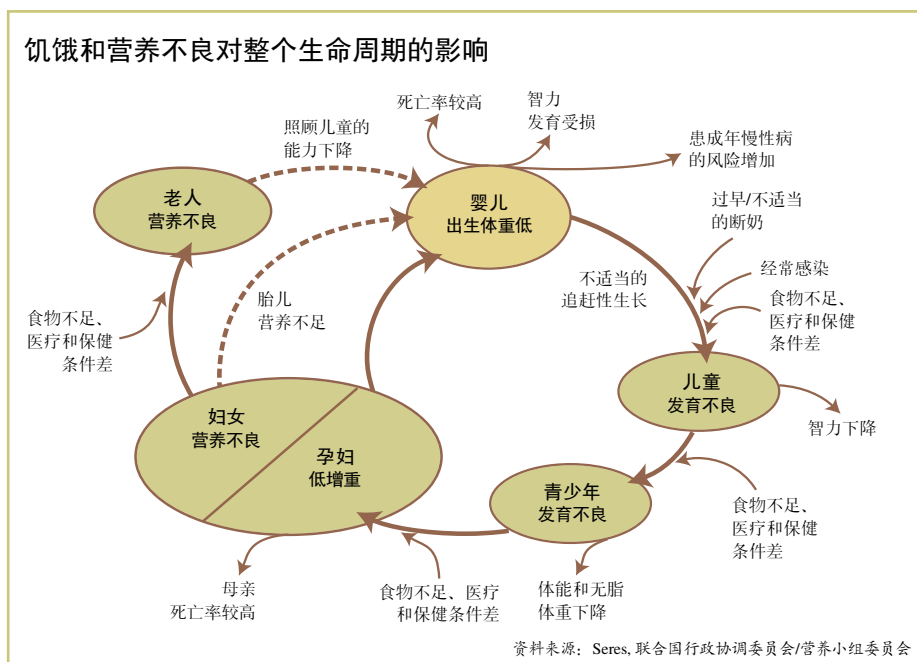 饥饿和营养不良对整个生命周期的影响
死亡率较高
智力
发育受损
患成年慢性病
的风险增加
照顾儿童的
能力下降
老人
营养不良
婴儿
出生体重低
过早/不适当
的断奶
经常感染
食物不足、
医疗和保健
条件差
不适当的
追赶性生长
胎儿
营养不足
食物不足、
医疗和保健
条件差
儿童
发育不良
智力下降
妇女
营养不良
孕妇
低增重
青少年
发育不良
食物不足、
医疗和保健
条件差
母亲
死亡率较高
食物不足、医疗
和保健条件差
体能和无脂
体重下降
资料来源：Seres, 联合国行政协调委员会/营养小组委员会